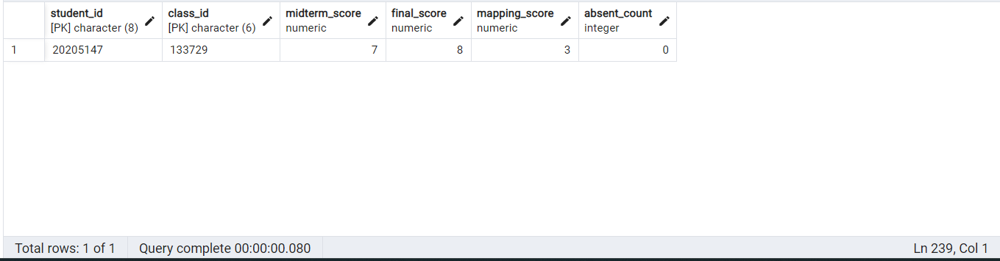 student_id class_id midterm_score final_score mapping_score absent_count
[PK] character (8) [PK] character (6) numeric numeric numeric integer
1 20205147 133729 7 8 3 0
Total rows: 1 of 1 Query complete 00:00:00.080 Ln 239, Col 1